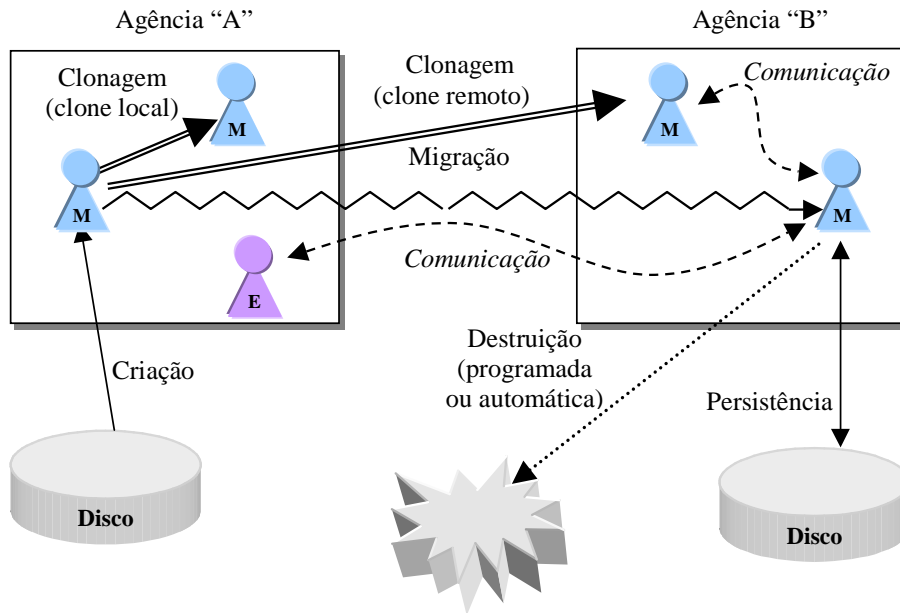 Agência “A”
Agência “B”
Clonagem
(clone local)
Clonagem
(clone remoto)
Comunicação
M
M
Migração
M
M
Comunicação
E
Criação
Destruição
(programada
ou automática)
Persistência
Disco
Disco